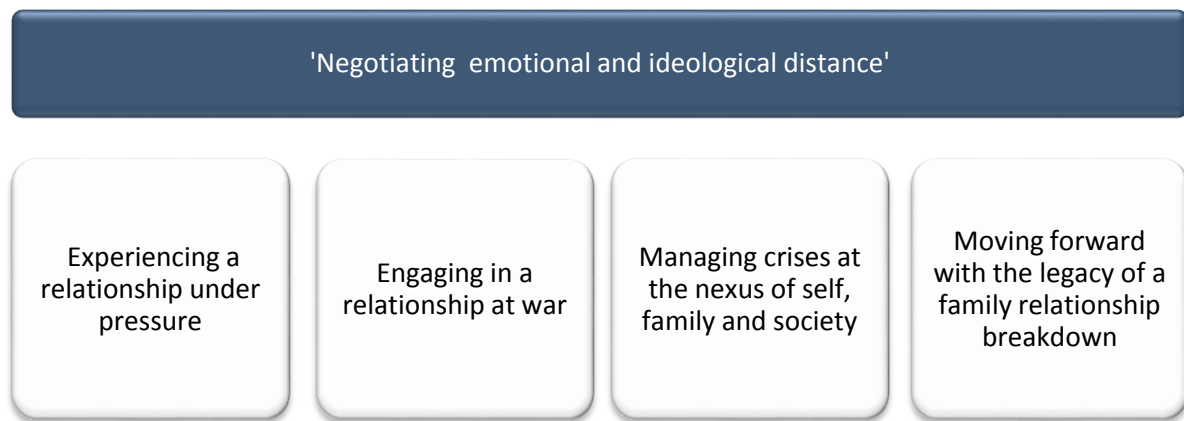 'Negotiating  emotional and ideological distance'
Experiencing a
relationship under
pressure
Engaging in a
relationship at war
Managing crises at
the nexus of self,
family and society
Moving forward
with the legacy of a
family relationship
breakdown